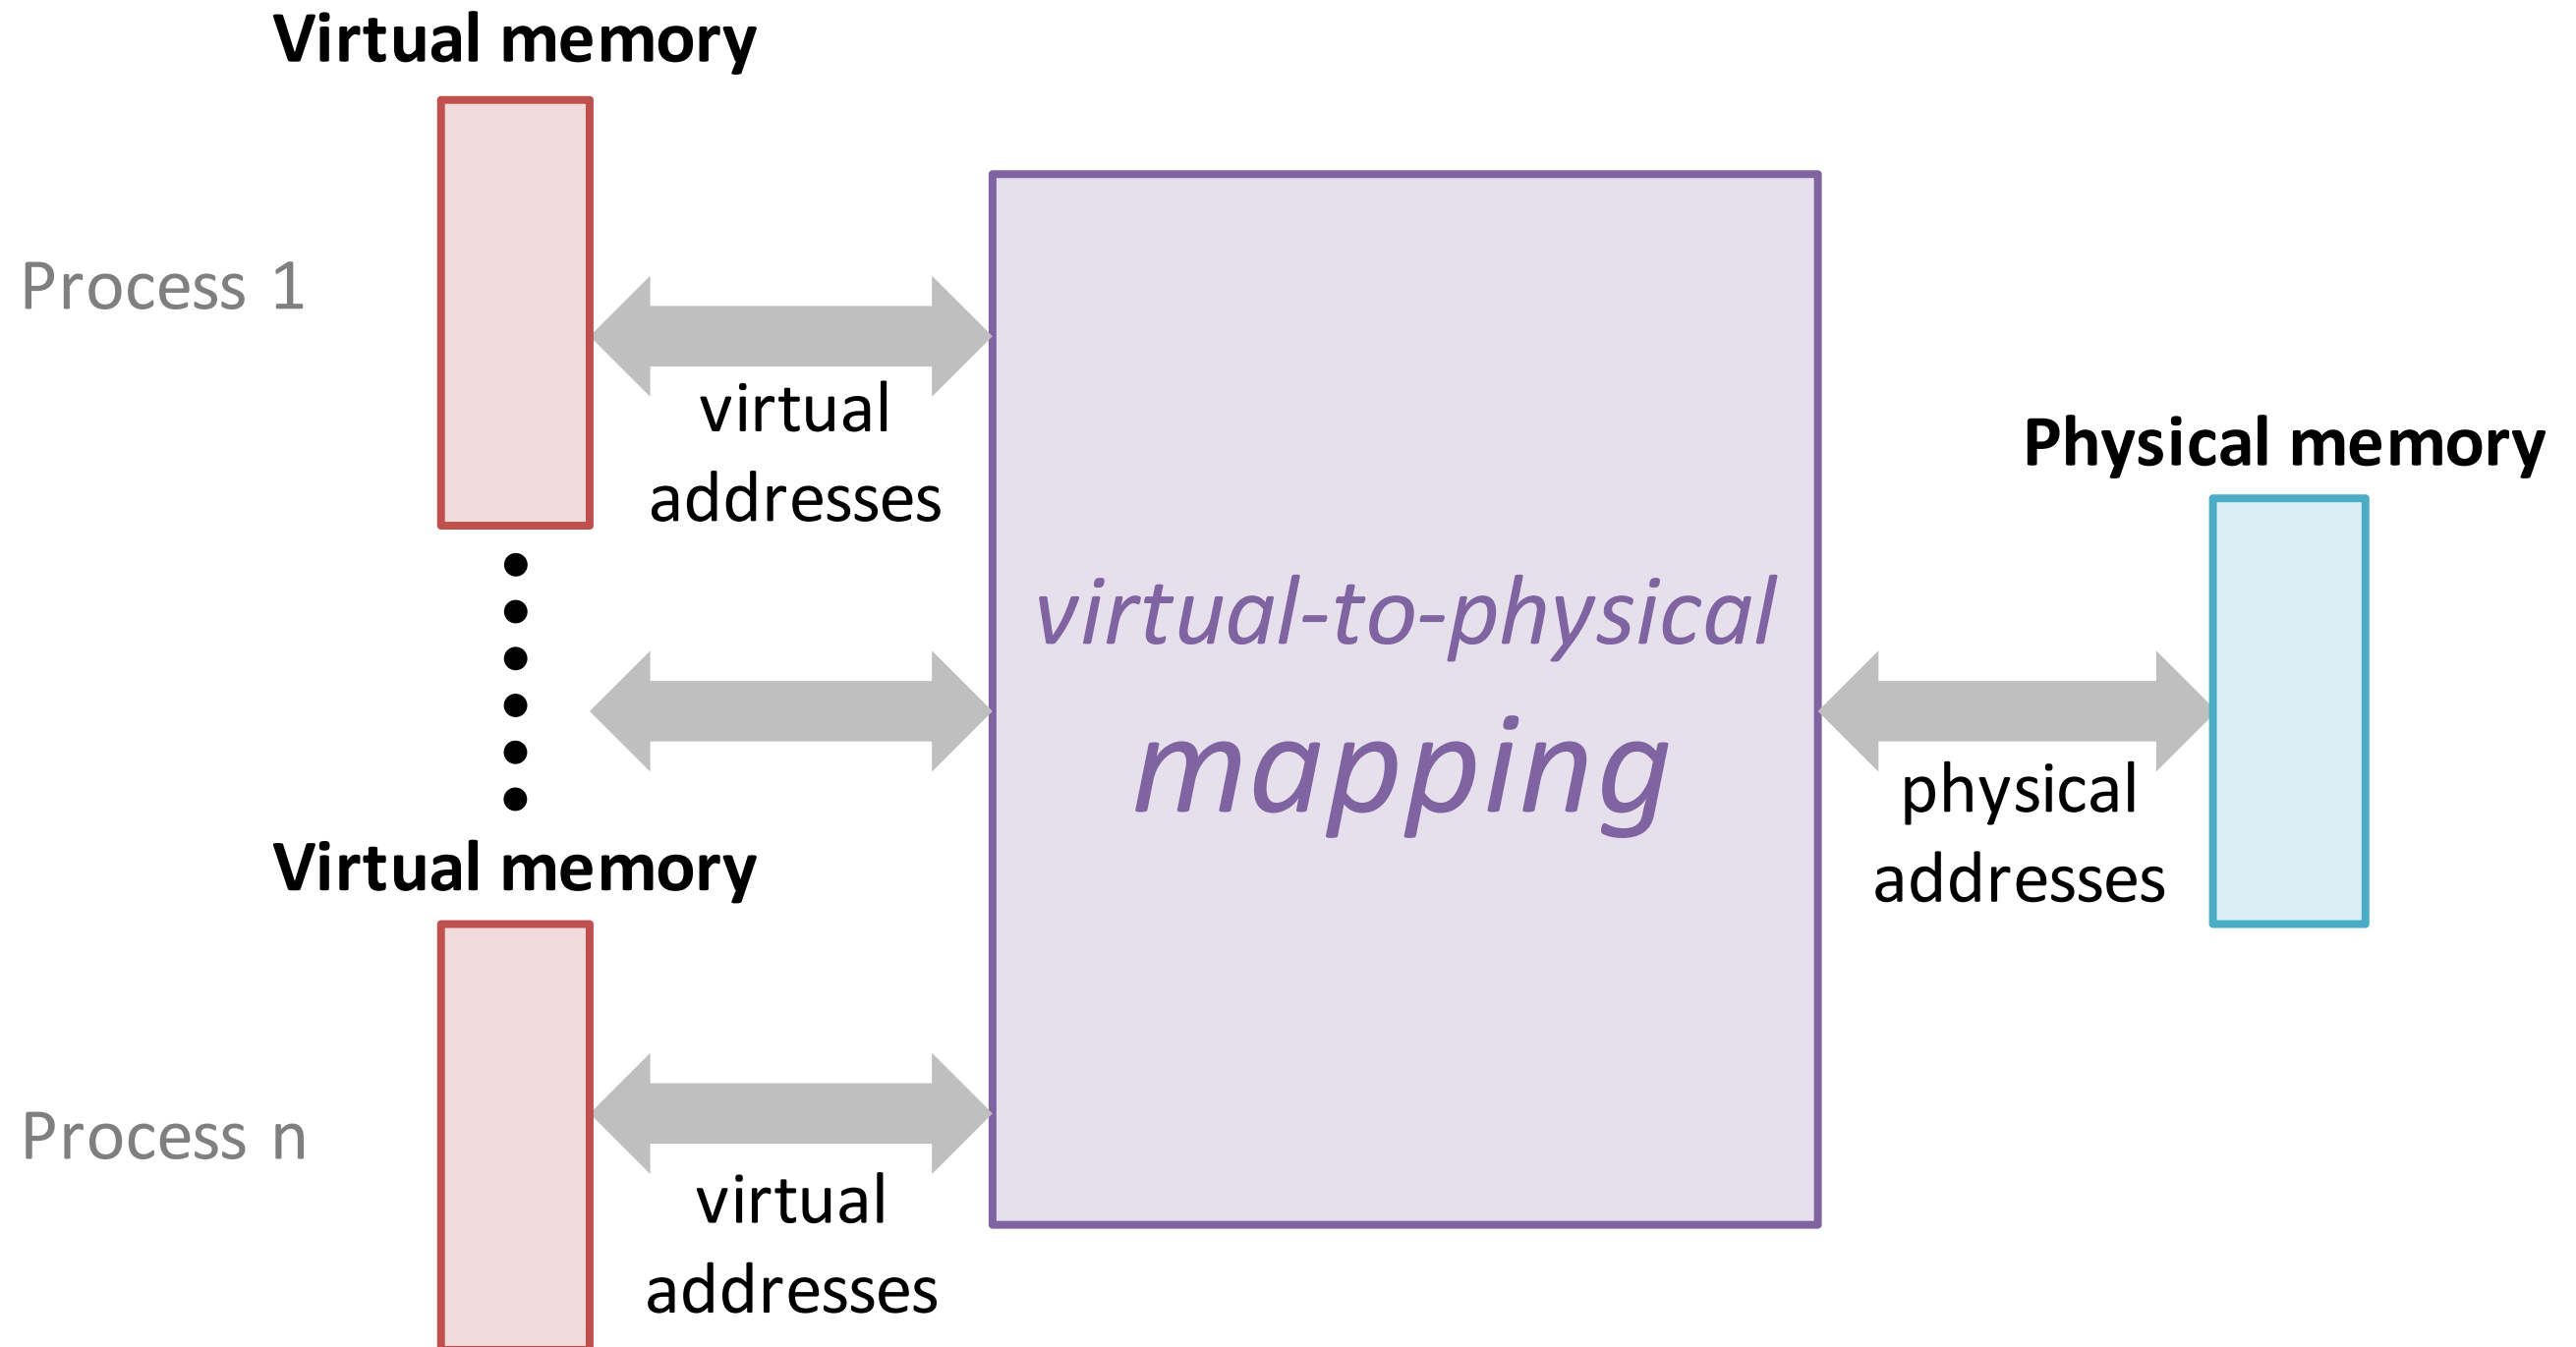 Virtual memory
Process 1
virtual
addresses
Physical memory
virtual-to-physical
mapping
physical
addresses
Virtual memory
Process n
virtual
addresses